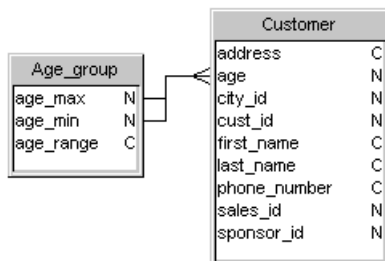 Age_group
age_max N
age_min N
age_range C
Customer
address C
age N
city_id N
cust_id N
first_name C
last_name C
phone_number C
sales_id N
sponsor_id N